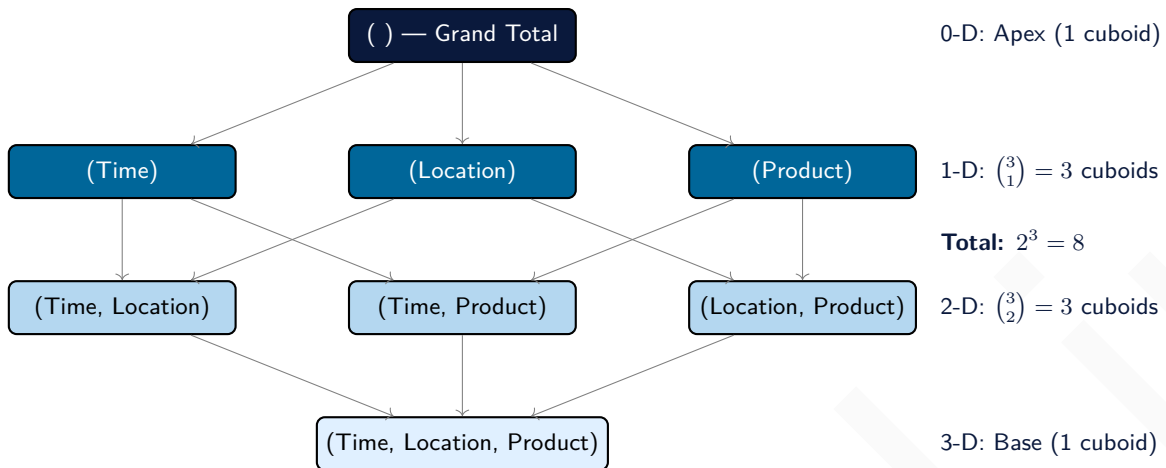 ( ) — Grand Total
0-D: Apex (1 cuboid)
(Time)
(Location)
(Product)
1-D: $\binom{3}{1} = 3$ cuboids
Total: $2^3 = 8$
(Time, Location)
(Time, Product)
(Location, Product)
2-D: $\binom{3}{2} = 3$ cuboids
(Time, Location, Product)
3-D: Base (1 cuboid)